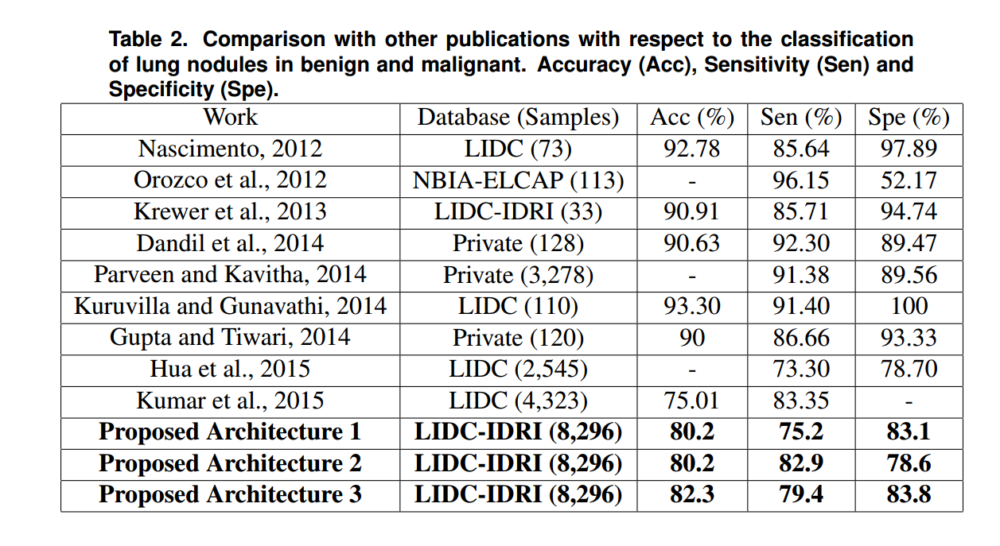 Table 2. Comparison with other publications with respect to the classification
of lung nodules in benign and malignant. Accuracy (Acc), Sensitivity (Sen) and
Specificity (Spe).
Work Database (Samples) Acc (%) Sen (%) Spe (%)
Nascimento, 2012 LIDC (73) 92.78 85.64 97.89
Orozco et al., 2012 NBIA-ELCAP (113) - 96.15 52.17
Krewer et al., 2013 LIDC-IDRI (33) 90.91 85.71 94.74
Dandil et al., 2014 Private (128) 90.63 92.30 89.47
Parveen and Kavitha, 2014 Private (3,278) - 91.38 89.56
Kuruvilla and Gunavathi, 2014 LIDC (110) 93.30 91.40 100
Gupta and Tiwari, 2014 Private (120) 90 86.66 93.33
Hua et al., 2015 LIDC (2,545) - 73.30 78.70
Kumar et al., 2015 LIDC (4,323) 75.01 83.35 -
Proposed Architecture 1 LIDC-IDRI (8,296) 80.2 75.2 83.1
Proposed Architecture 2 LIDC-IDRI (8,296) 80.2 82.9 78.6
Proposed Architecture 3 LIDC-IDRI (8,296) 82.3 79.4 83.8